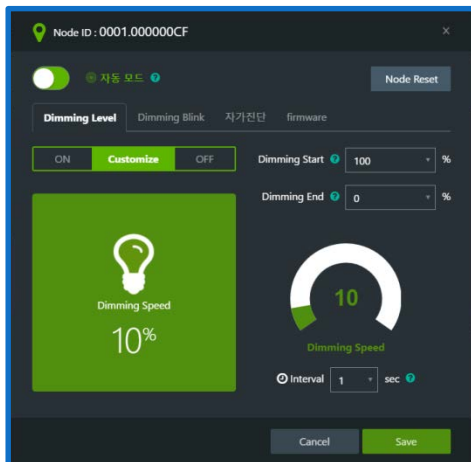 Node ID : 0001.000000CF
자동 모드
Node Reset
Dimming Level Dimming Blink 자가진단 firmware
ON Customize OFF
Dimming Start 100 %
Dimming End 0 %
Dimming Speed
10%
10
Dimming Speed
Interval 1 sec
Cancel Save